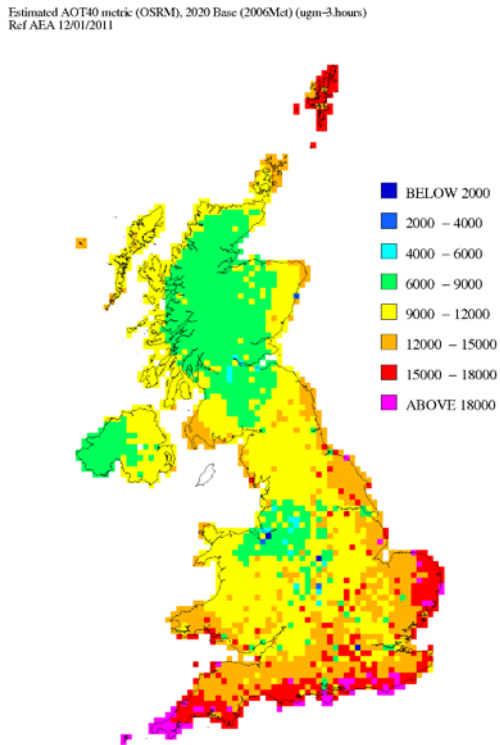 Estimated AOT40 metric (OSRM), 2020 Base (2006Met) (ugm-3.hours)
Ref AEA 12/01/2011
BELOW 2000
2000 - 4000
4000 - 6000
6000 - 9000
9000 - 12000
12000 - 15000
15000 - 18000
ABOVE 18000